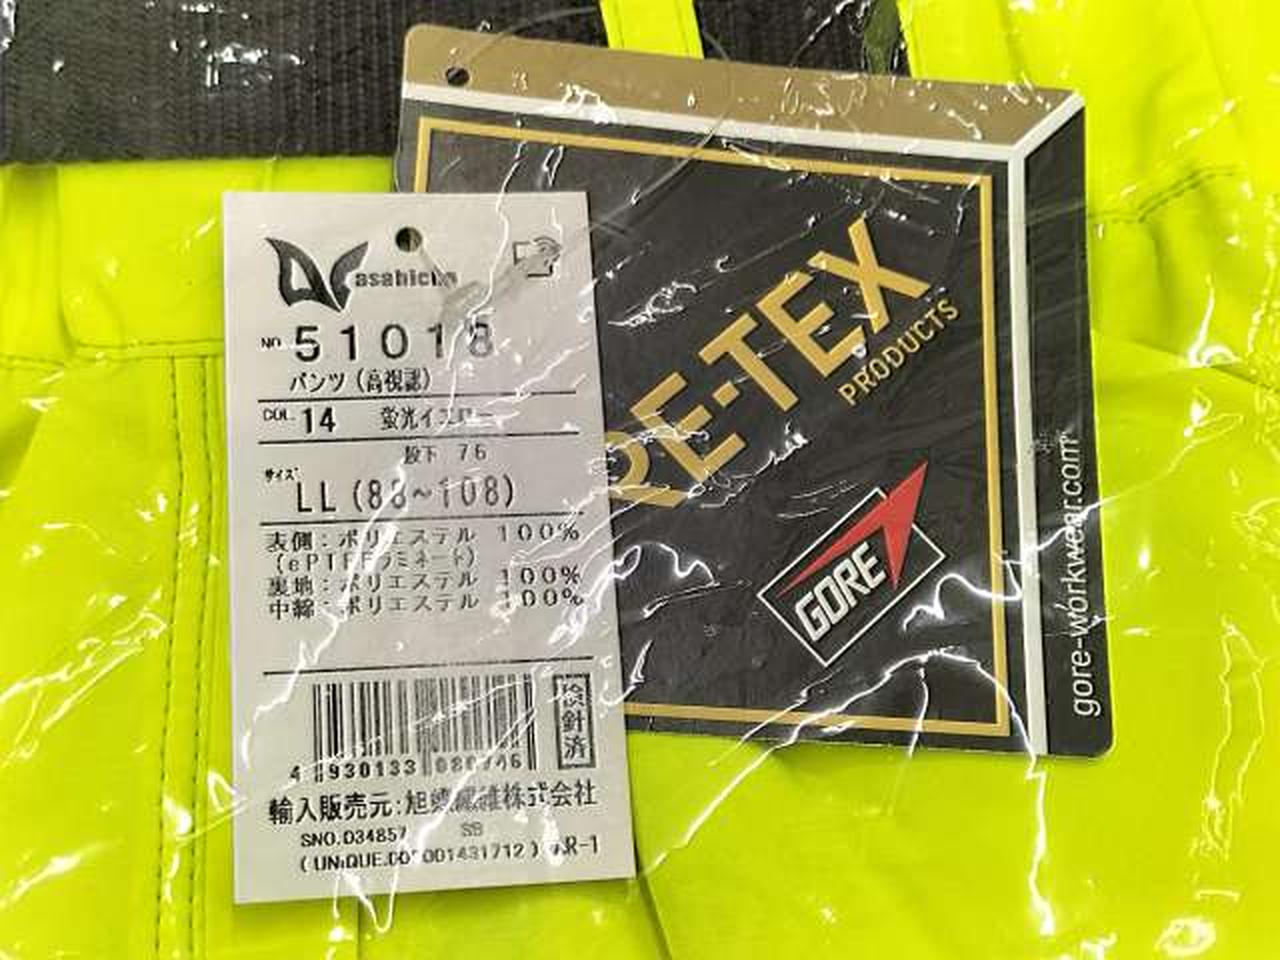 asahicho
NO. 51018
パンツ(高視認)
COL. 14 蛍光イエロー
股下 76
サイズ LL(88~108)
表側:ポリエステル 100%
(ePTFEラミネート)
裏地:ポリエステル 100%
中綿:ポリエステル 100%
検針済
4 930133
輸入販売元:旭蝶繊維株式会社
SNO.D34857 SB
RE-TEX
PRODUCTS
GORE
gore-workwear.com